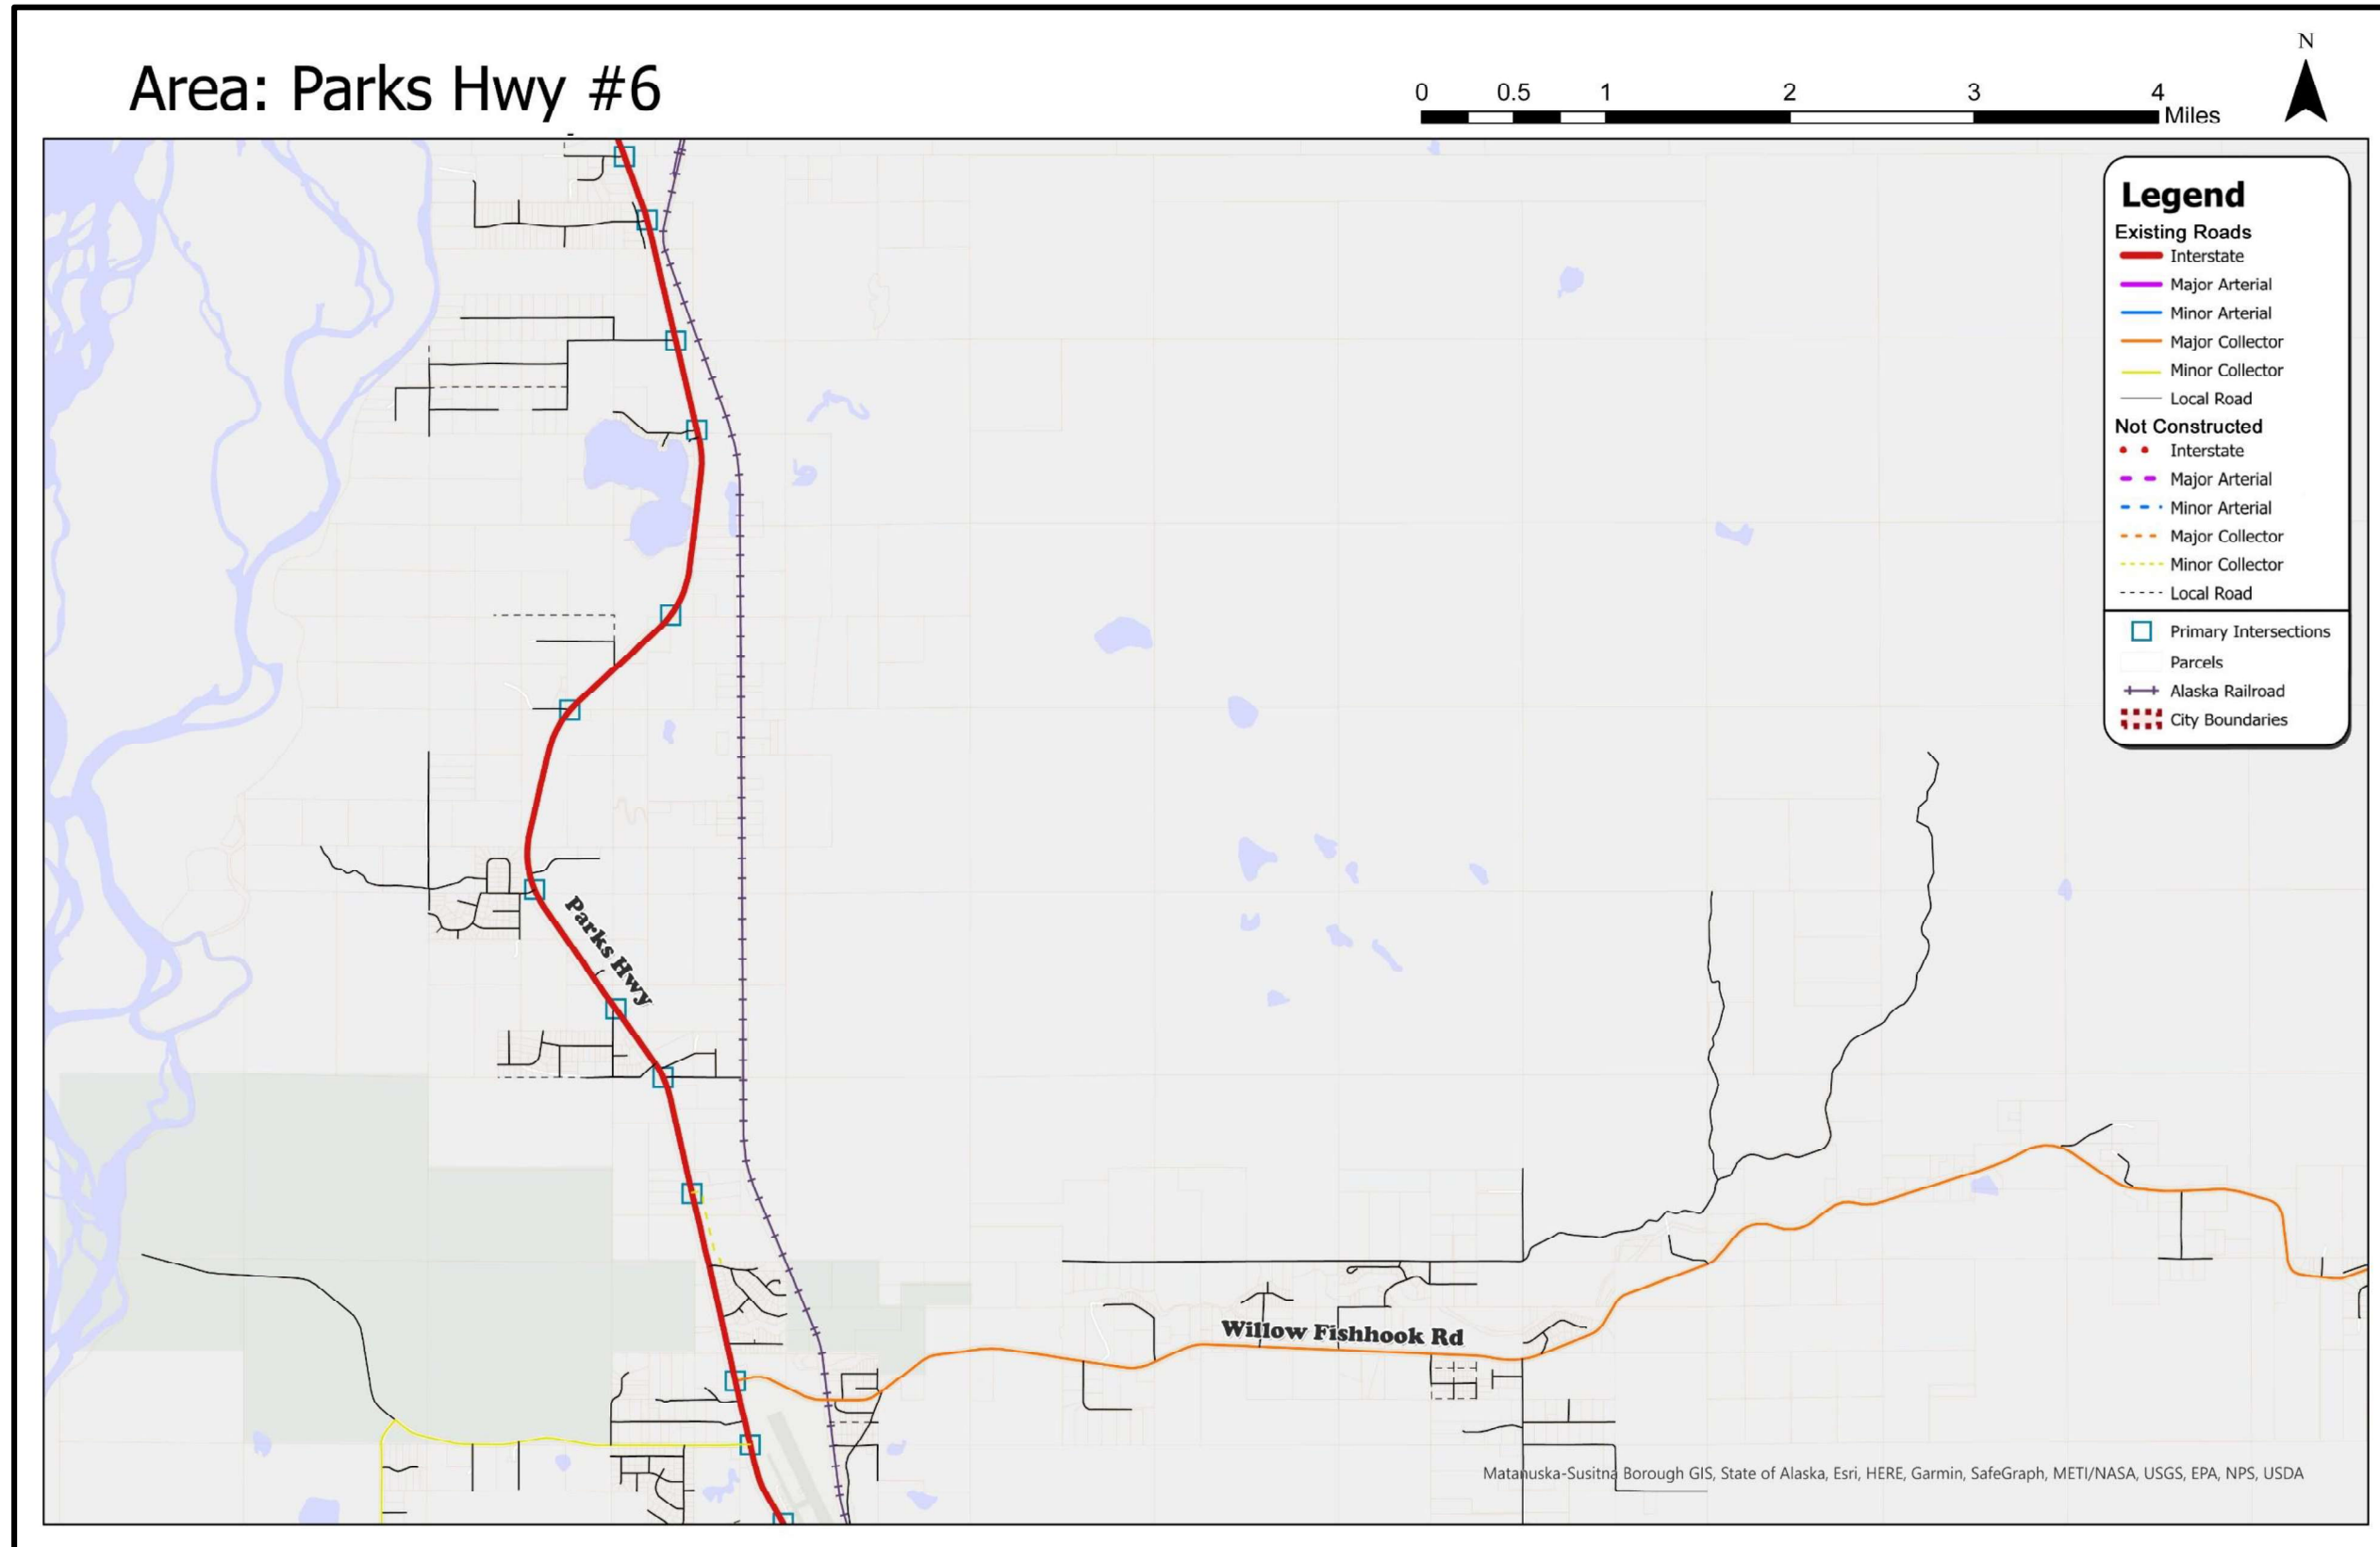 Area: Parks Hwy #6
N
0 0.5 1 2 3 4
Miles
Legend
Existing Roads
Interstate
Major Arterial
Minor Arterial
Major Collector
Minor Collector
Local Road
Not Constructed
Interstate
Major Arterial
Minor Arterial
Major Collector
Minor Collector
Local Road
Primary Intersections
Parcels
Alaska Railroad
City Boundaries
Parks Hwy
Willow Fishhook Rd
Matanuska-Susitna Borough GIS, State of Alaska, Esri, HERE, Garmin, SafeGraph, METI/NASA, USGS, EPA, NPS, USDA